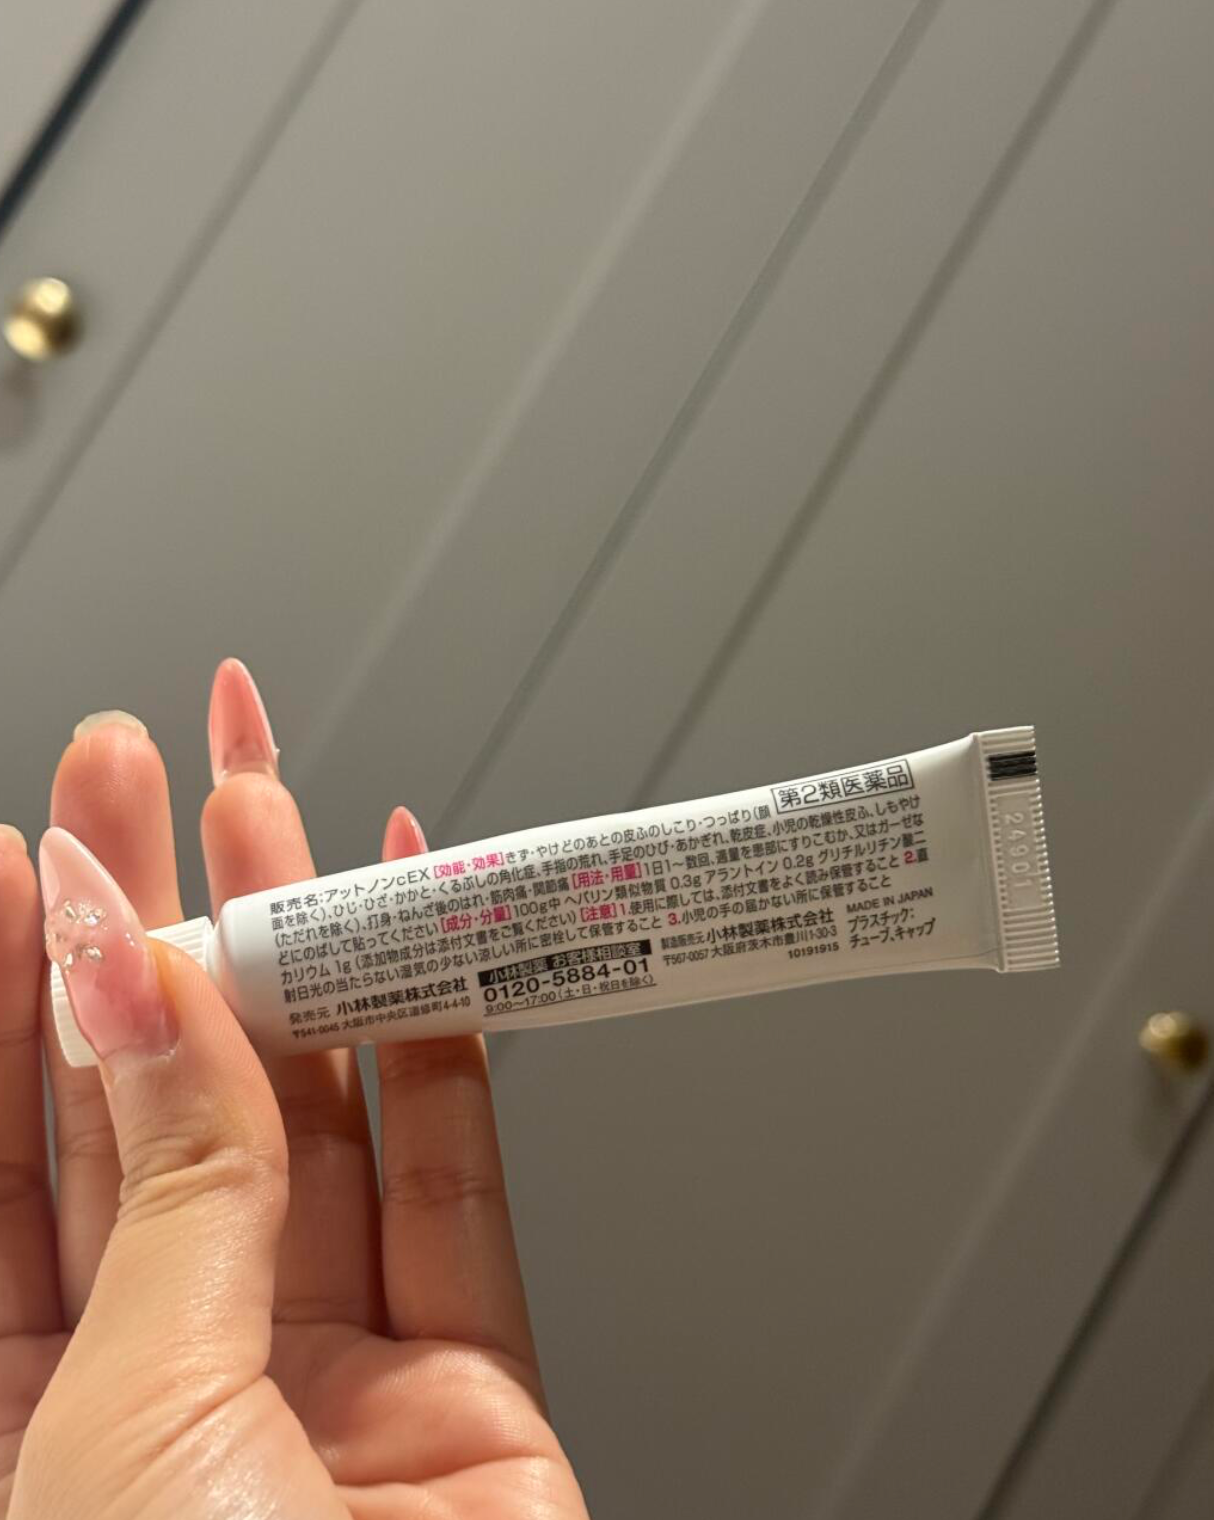 第2類医薬品
販売名:アットノンcEX [効能・効果]きず・やけどのあとの皮ふのしこり・つっぱり(顔
面を除く)、ひじ・ひざ・かかと・くるぶしの角化症、手指の荒れ、手足のひび・あかぎれ、乾皮症、小児の乾燥性皮ふ、しもやけ
(ただれを除く)、打身・ねんざ後のはれ・筋肉痛・関節痛 [用法・用量]1日1〜数回、適量を患部にすりこむか、又はガーゼな
どにのばして貼ってください [成分・分量]100g中 ヘパリン類似物質 0.3g アラントイン 0.2g グリチルリチン酸二
カリウム 1g (添加物成分は添付文書をご覧ください) [注意]1.使用に際しては、添付文書をよく読み保管すること 2.直
射日光の当たらない湿気の少ない涼しい所に密栓して保管すること 3.小児の手の届かない所に保管すること
発売元 小林製薬株式会社
〒541-0045 大阪市中央区道修町4-4-10
小林製薬 お客様相談室
0120-5884-01
9:00〜17:00(土・日・祝日を除く)
製造販売元 小林製薬株式会社
〒567-0057 大阪府茨木市豊川1-30-3
10191915
MADE IN JAPAN
プラスチック:
チューブ、キャップ
24901